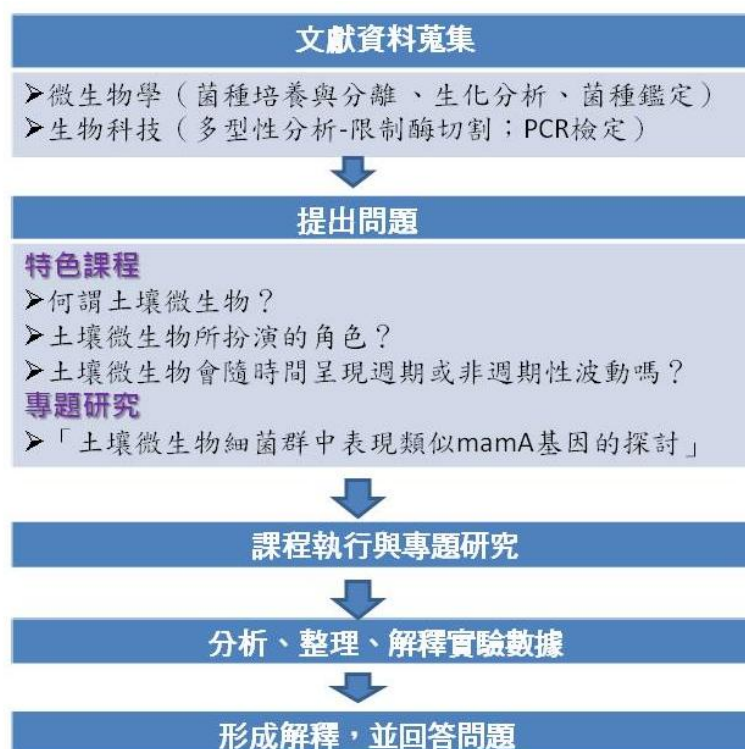 文獻資料蒐集
➤微生物學（菌種培養與分離、生化分析、菌種鑑定）
➤生物科技（多型性分析-限制酶切割；PCR檢定）
提出問題
特色課程
➤何謂土壤微生物？
➤土壤微生物所扮演的角色？
➤土壤微生物會隨時間呈現週期或非週期性波動嗎？
專題研究
➤「土壤微生物細菌群中表現類似mamA基因的探討」
課程執行與專題研究
分析、整理、解釋實驗數據
形成解釋，並回答問題